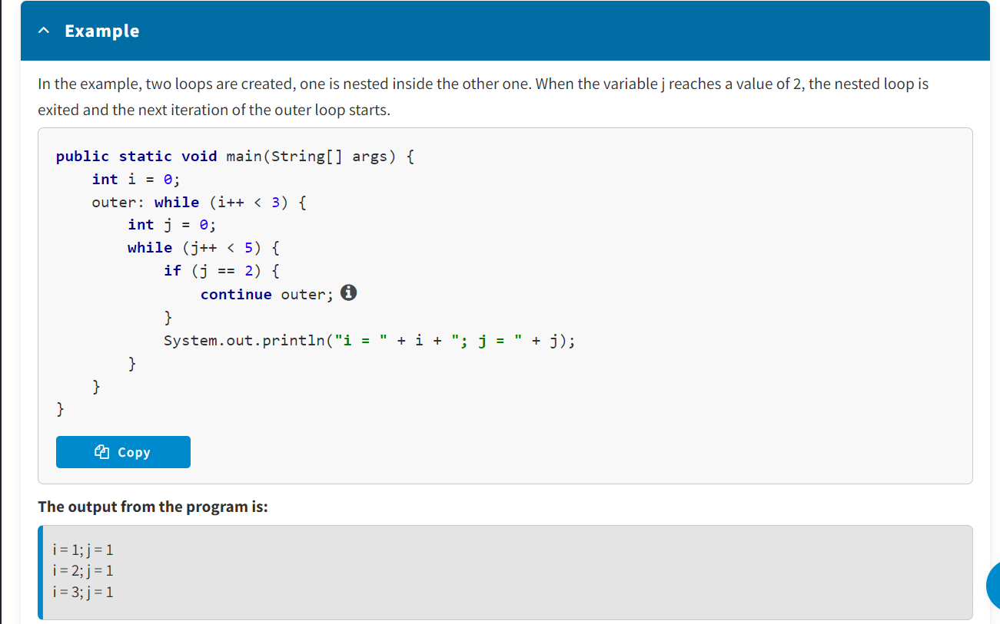 Example
In the example, two loops are created, one is nested inside the other one. When the variable j reaches a value of 2, the nested loop is
exited and the next iteration of the outer loop starts.
public static void main(String[] args) {
    int i = 0;
    outer: while (i++ < 3) {
        int j = 0;
        while (j++ < 5) {
            if (j == 2) {
                continue outer;
            }
            System.out.println("i = " + i + "; j = " + j);
        }
    }
}
Copy
The output from the program is:
i = 1; j = 1
i = 2; j = 1
i = 3; j = 1